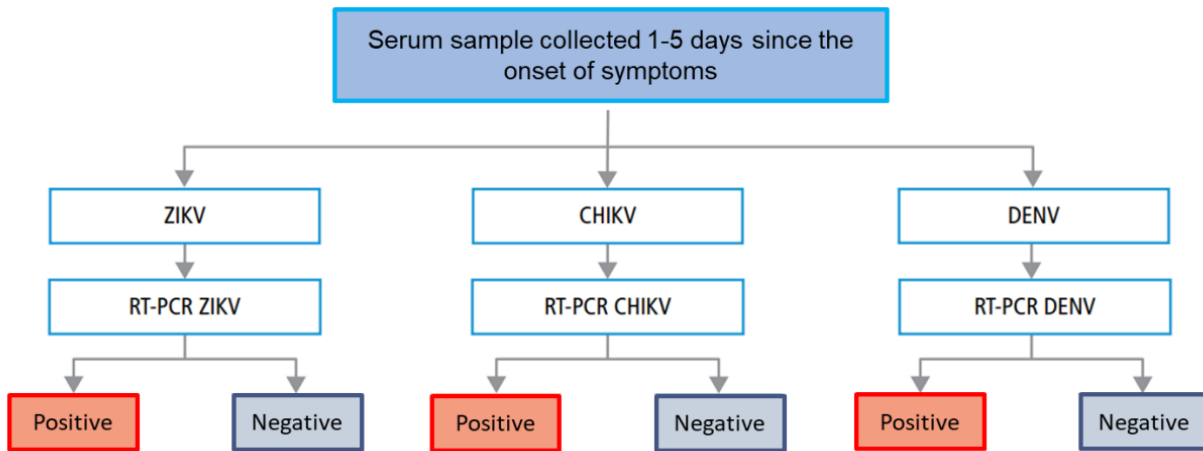 Serum sample collected 1-5 days since the
onset of symptoms
ZIKV
CHIKV
DENV
RT-PCR ZIKV
RT-PCR CHIKV
RT-PCR DENV
Positive
Negative
Positive
Negative
Positive
Negative